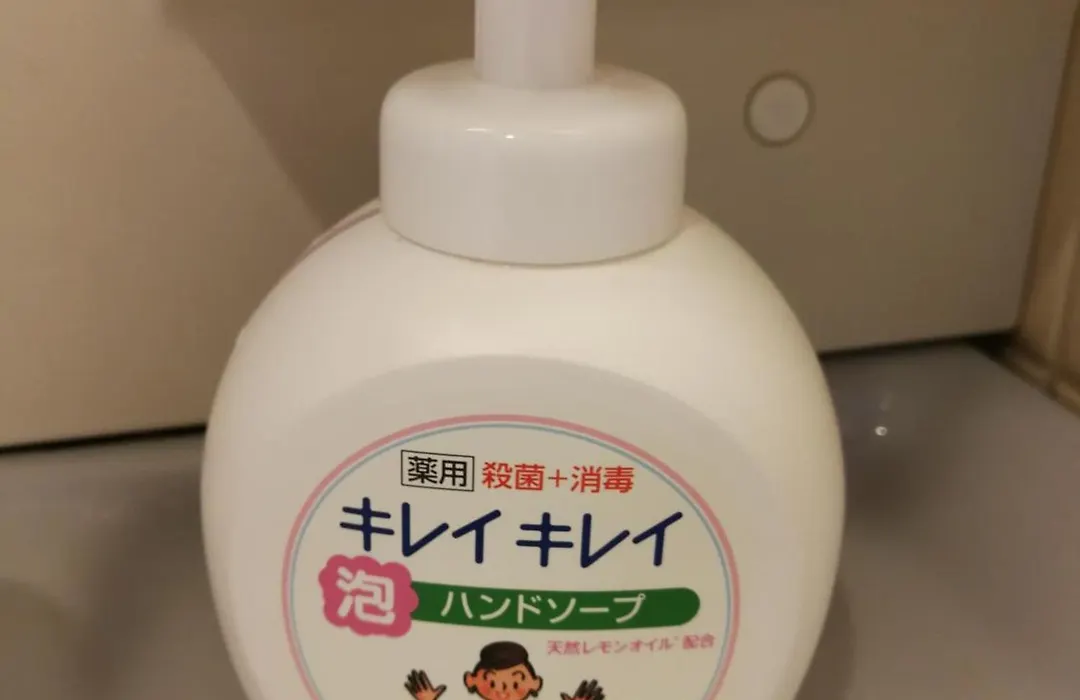 薬用 殺菌+消毒
キレイキレイ
泡 ハンドソープ
天然レモンオイル*配合